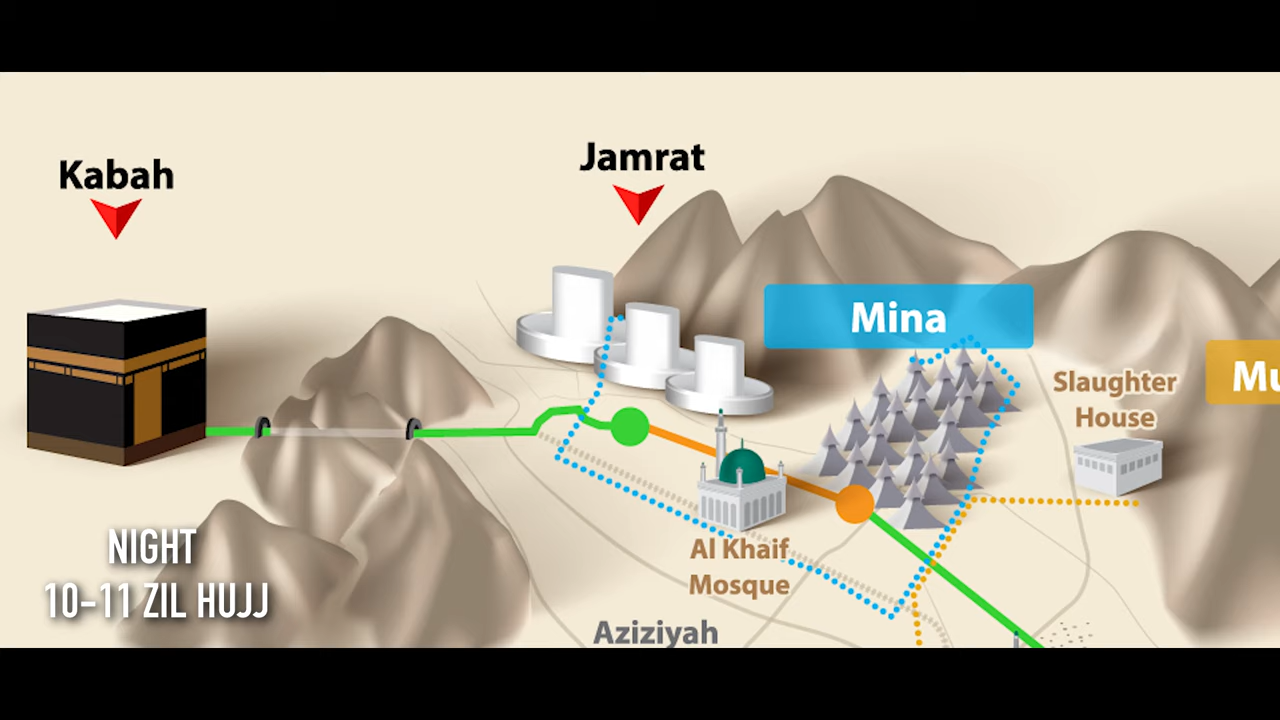 Kabah
Jamrat
Mina
Slaughter
House
Al Khaif
Mosque
Aziziyah
NIGHT
10-11 ZIL HUJJ